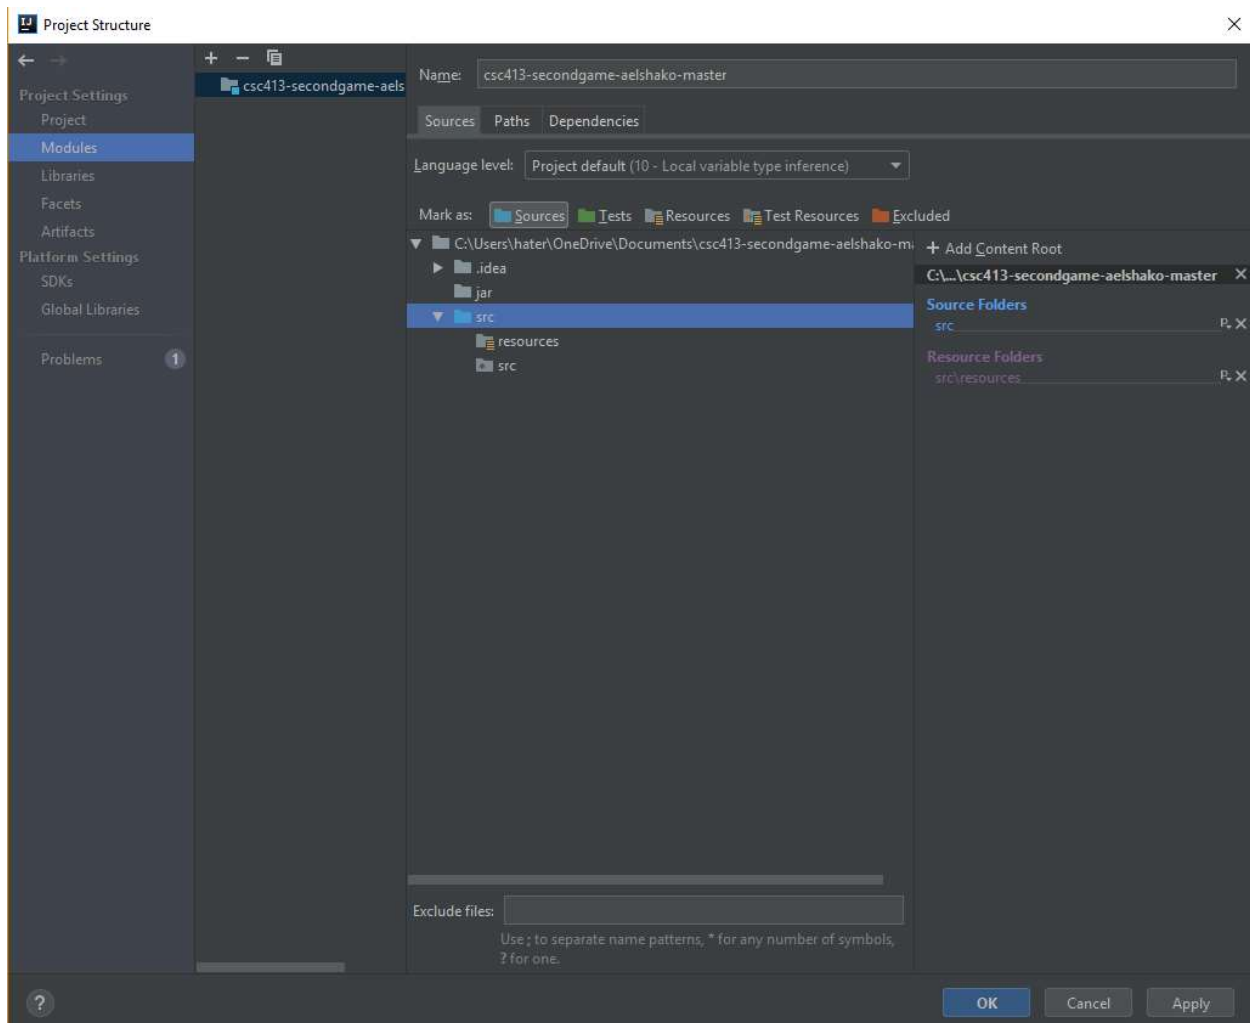 Project Structure
Project Settings
Project
Modules
Libraries
Facets
Artifacts
Platform Settings
SDKs
Global Libraries
Problems 1
csc413-secondgame-aels
Name: csc413-secondgame-aelshako-master
Sources Paths Dependencies
Language level: Project default (10 - Local variable type inference)
Mark as: Sources Tests Resources Test Resources Excluded
C:\Users\hater\OneDrive\Documents\csc413-secondgame-aelshako-ma
.idea
jar
src
resources
src
+ Add Content Root
C:\...\csc413-secondgame-aelshako-master
Source Folders
src
Resource Folders
src\resources
Exclude files:
Use ; to separate name patterns, * for any number of symbols,
? for one.
?
OK Cancel Apply